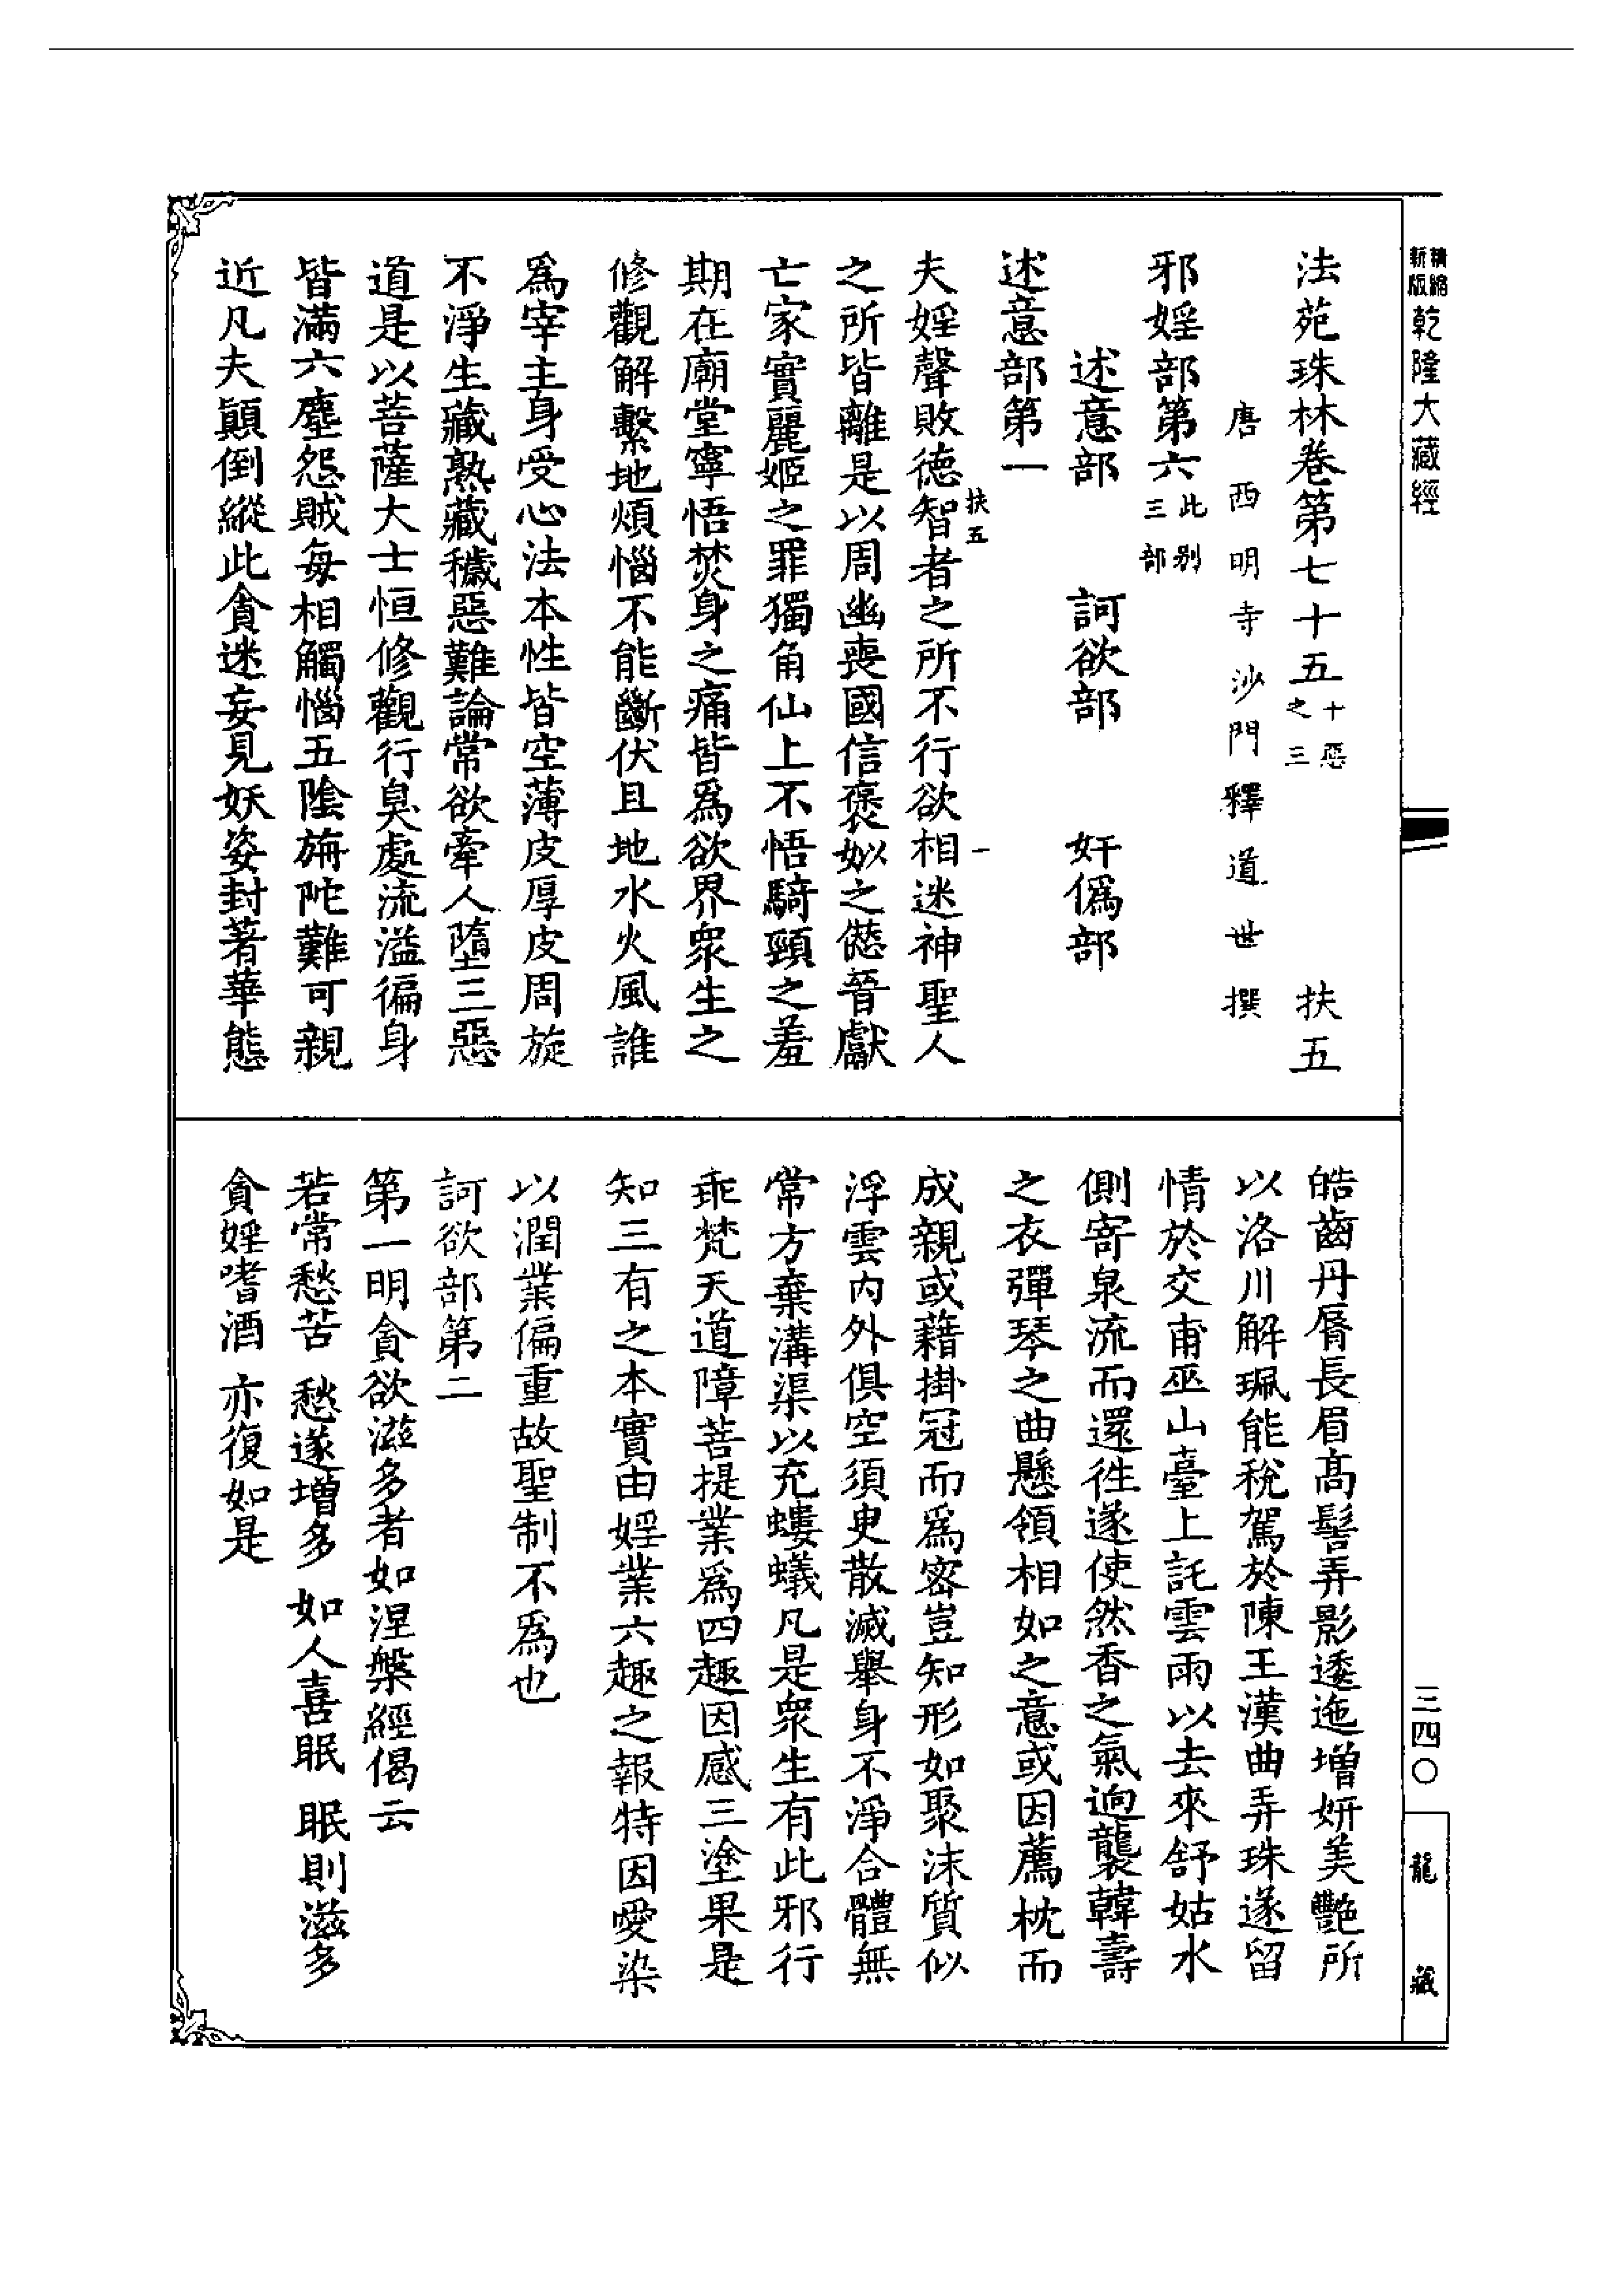 新版精縮乾隆大藏經
法苑珠林卷第七十五十惡之三 扶五
唐西明寺沙門釋道世撰
邪婬部第六此别三部
述意部 訶欲部 奸僞部
述意部第一
扶五 一
夫婬聲敗德智者之所不行欲相迷神聖人
之所皆離是以周幽喪國信褒姒之愆晉獻
亡家實麗姬之罪獨角仙上不悟騎頸之羞
期在廟堂寧悟焚身之痛皆爲欲界衆生之
修觀解繫地煩惱不能斷伏且地水火風誰
爲宰主身受心法本性皆空薄皮厚皮周旋
不淨生藏熟藏穢惡難論常欲牽人墮三惡
道是以菩薩大士恒修觀行臭處流溢徧身
皆滿六塵怨賊每相觸惱五陰旃陀難可親
近凡夫顚倒縱此貪迷妄見妖姿封著華態
皓齒丹脣長眉髙髻弄影逶迤增妍美艷所
以洛川解珮能稅駕於陳王漢曲弄珠遂留
情於交甫巫山臺上託雲雨以去來舒姑水
側寄泉流而還徃遂使然香之氣逈襲韓壽
之衣彈琴之曲懸領相如之意或因薦枕而
成親或藉掛冠而爲密豈知形如聚沫質似
浮雲内外俱空須臾散滅舉身不淨合體無
常方棄溝渠以充螻蟻凡是衆生有此邪行
乖梵天道障菩提業爲四趣因感三塗果是
知三有之本實由婬業六趣之報特因愛染
以潤業偏重故聖制不爲也
訶欲部第二
第一明貪欲滋多者如涅槃經偈云
若常愁苦 愁遂增多 如人喜眠 眠則滋多
貪婬嗜酒 亦復如是
三四〇
龍藏